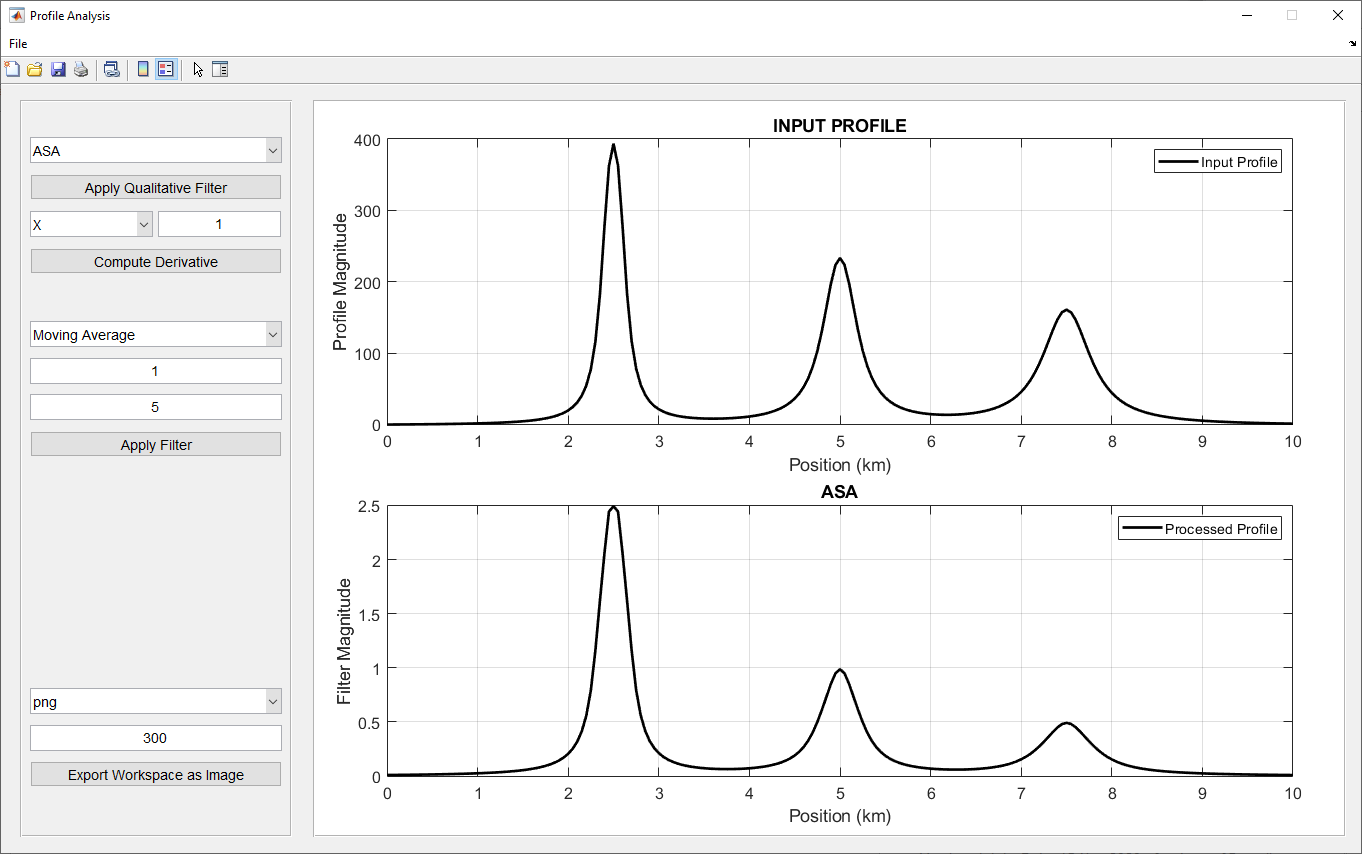 Profile Analysis
File
ASA
Apply Qualitative Filter
X
1
Compute Derivative
Moving Average
1
5
Apply Filter
png
300
Export Workspace as Image
INPUT PROFILE
Input Profile
Profile Magnitude
400
300
200
100
0
0 1 2 3 4 5 6 7 8 9 10
Position (km)
ASA
Processed Profile
Filter Magnitude
2.5
2
1.5
1
0.5
0
0 1 2 3 4 5 6 7 8 9 10
Position (km)